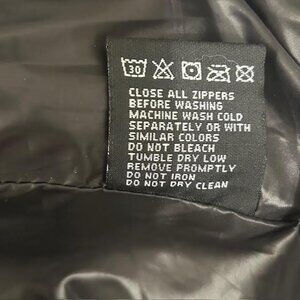 30
CLOSE ALL ZIPPERS
BEFORE WASHING
MACHINE WASH COLD
SEPARATELY OR WITH
SIMILAR COLORS
DO NOT BLEACH
TUMBLE DRY LOW
REMOVE PROMPTLY
DO NOT IRON
DO NOT DRY CLEAN